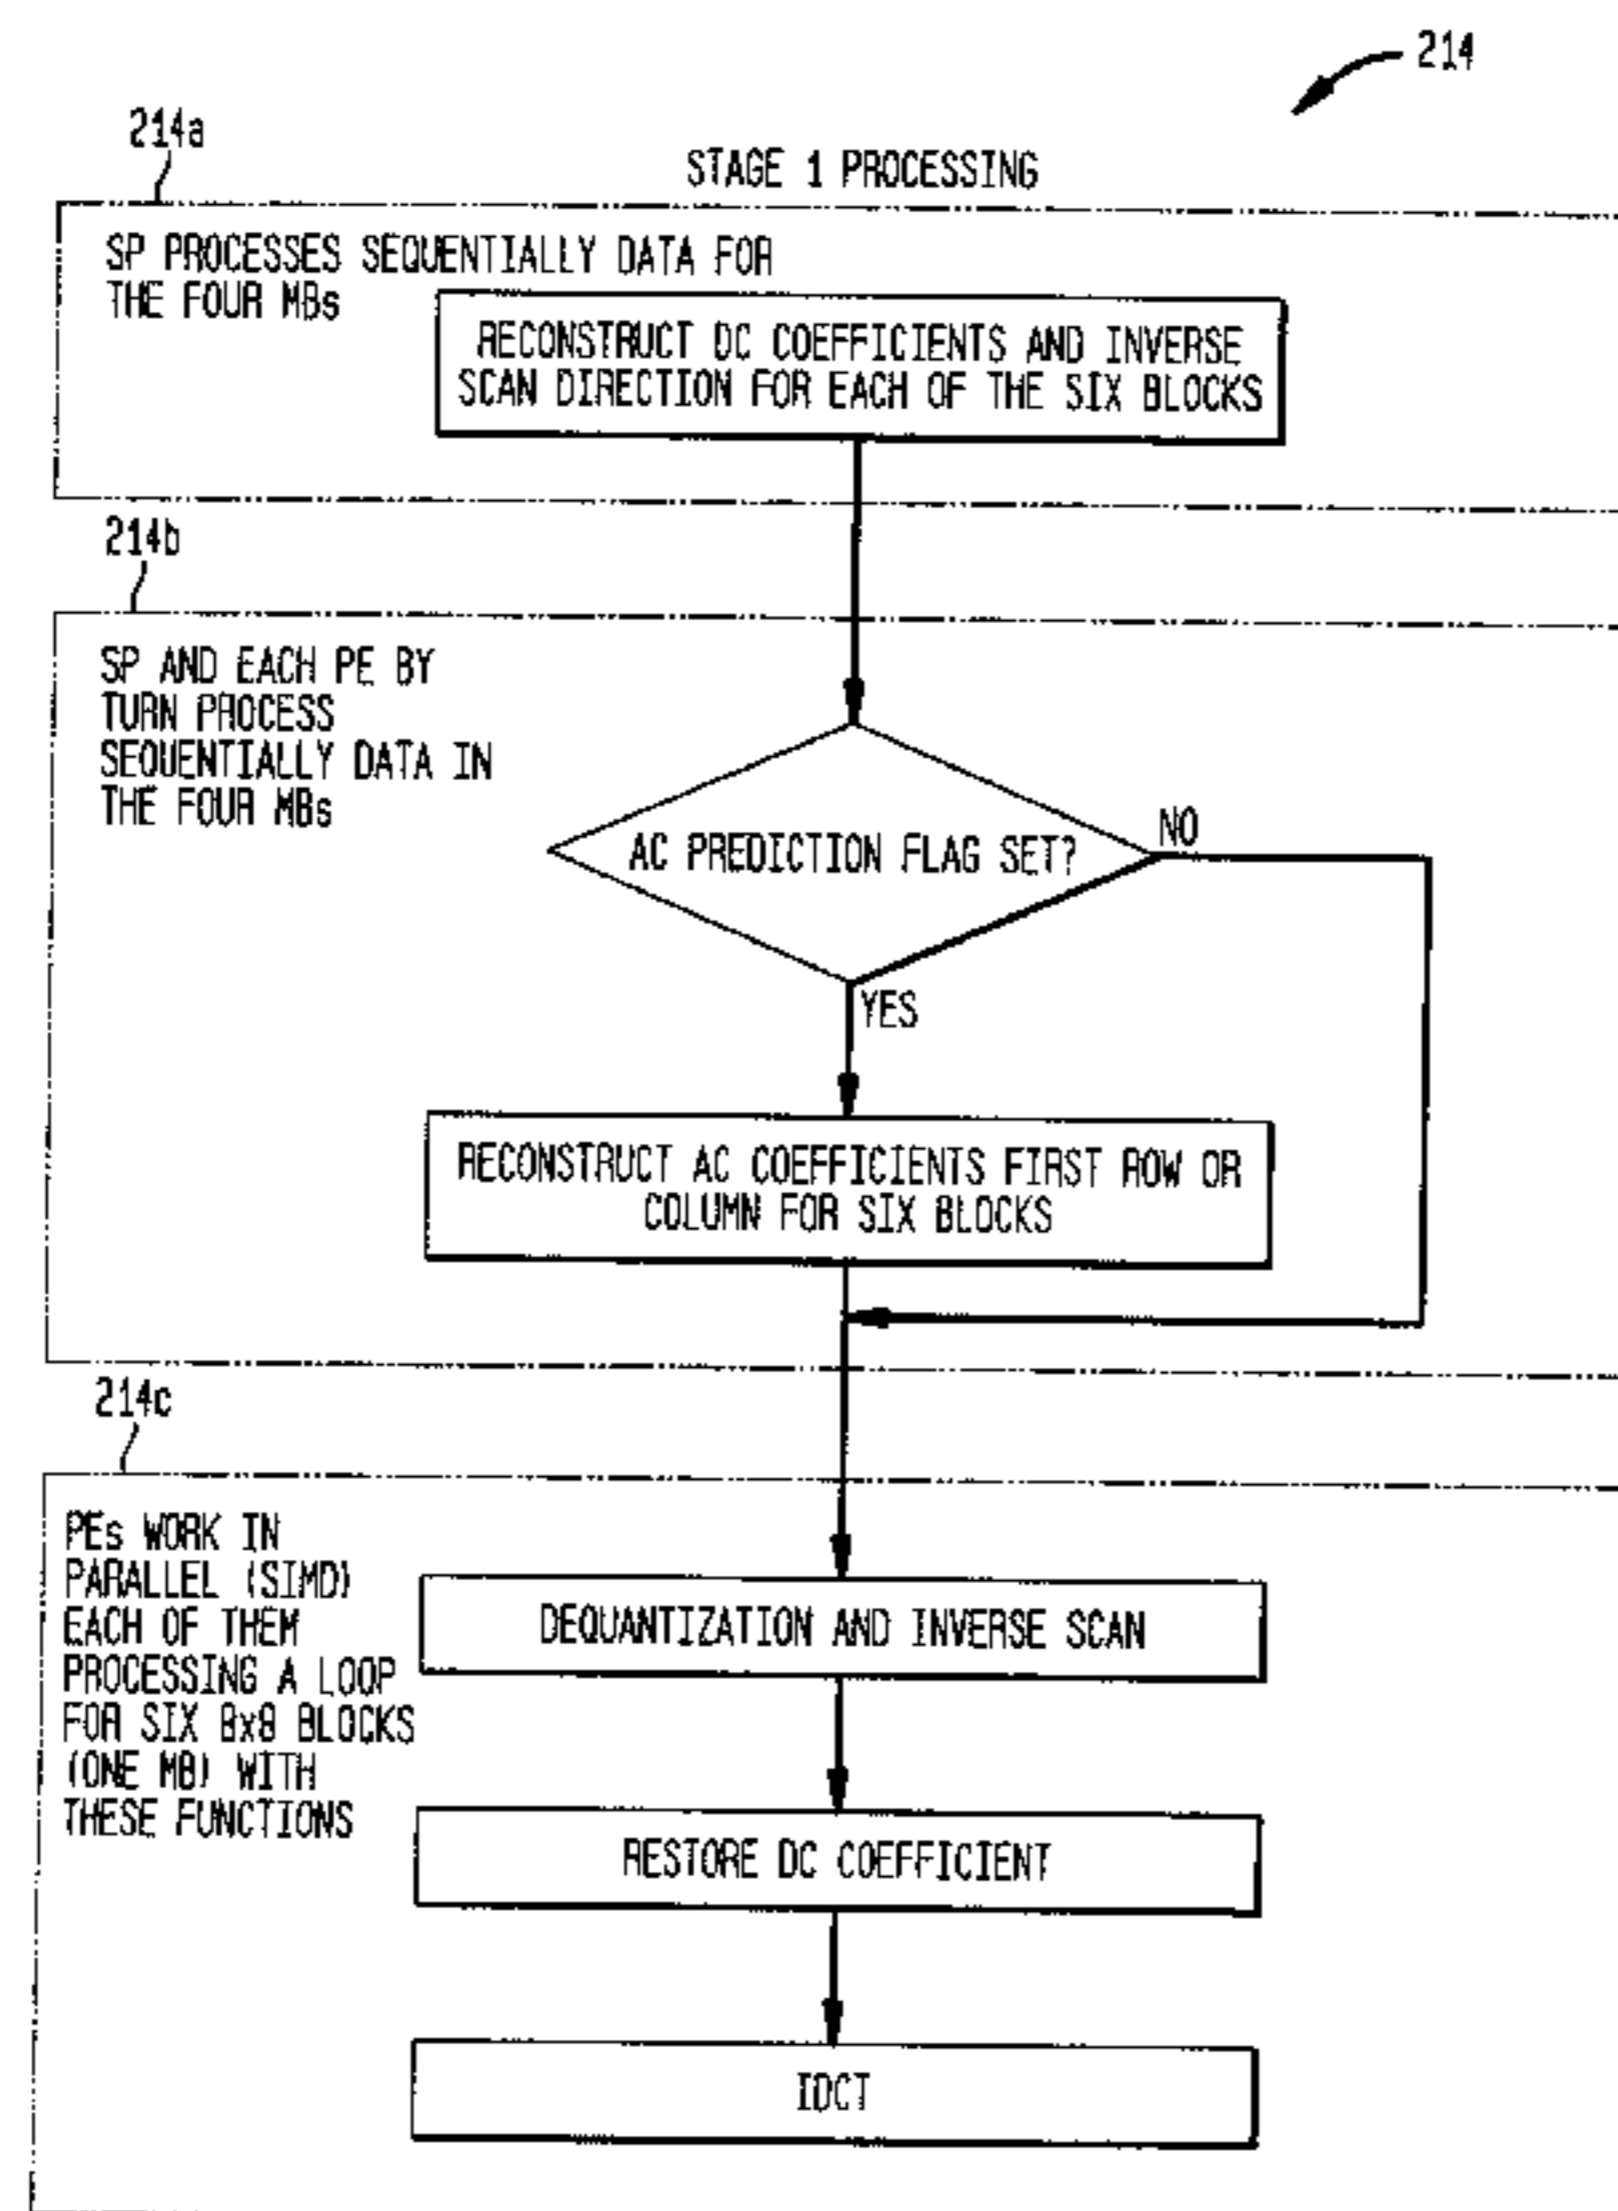 214
214a
STAGE 1 PROCESSING
SP PROCESSES SEQUENTIALLY DATA FOR
THE FOUR MBs
RECONSTRUCT DC COEFFICIENTS AND INVERSE
SCAN DIRECTION FOR EACH OF THE SIX BLOCKS
214b
SP AND EACH PE BY
TURN PROCESS
SEQUENTIALLY DATA IN
THE FOUR MBs
AC PREDICTION FLAG SET?
NO
YES
RECONSTRUCT AC COEFFICIENTS FIRST ROW OR
COLUMN FOR SIX BLOCKS
214c
PEs WORK IN
PARALLEL (SIMD)
EACH OF THEM
PROCESSING A LOOP
FOR SIX 8x8 BLOCKS
(ONE MB) WITH
THESE FUNCTIONS
DEQUANTIZATION AND INVERSE SCAN
RESTORE DC COEFFICIENT
IDCT